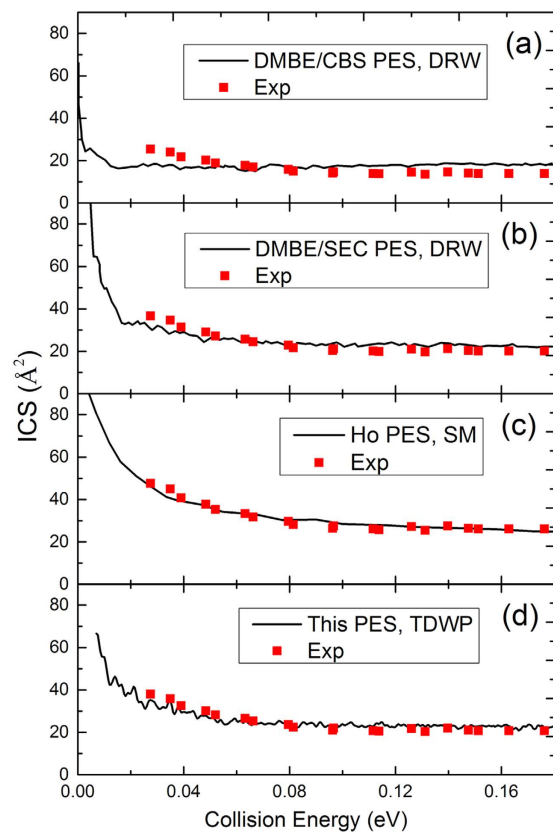 (a)
DMBE/CBS PES, DRW
Exp
80
60
40
20
0
(b)
DMBE/SEC PES, DRW
Exp
80
60
40
20
0
ICS (Å²)
(c)
Ho PES, SM
Exp
80
60
40
20
0
(d)
This PES, TDWP
Exp
80
60
40
20
0
0.00 0.04 0.08 0.12 0.16
Collision Energy (eV)